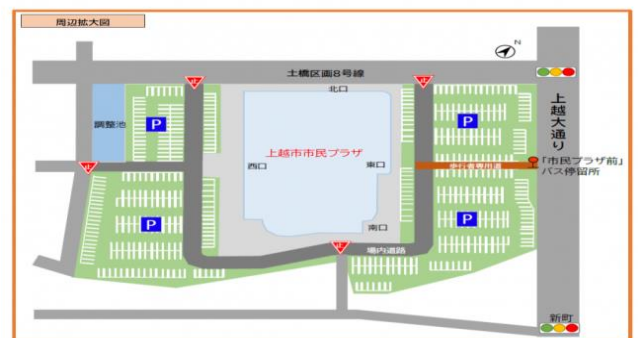 周辺拡大図
N
土橋区画8号線
北口
上越大通り
調整池
P
P
上越市市民プラザ
西口
東口
歩行者専用道
「市民プラザ前」
バス停留所
P
P
南口
場内道路
新町
止
止
止
止